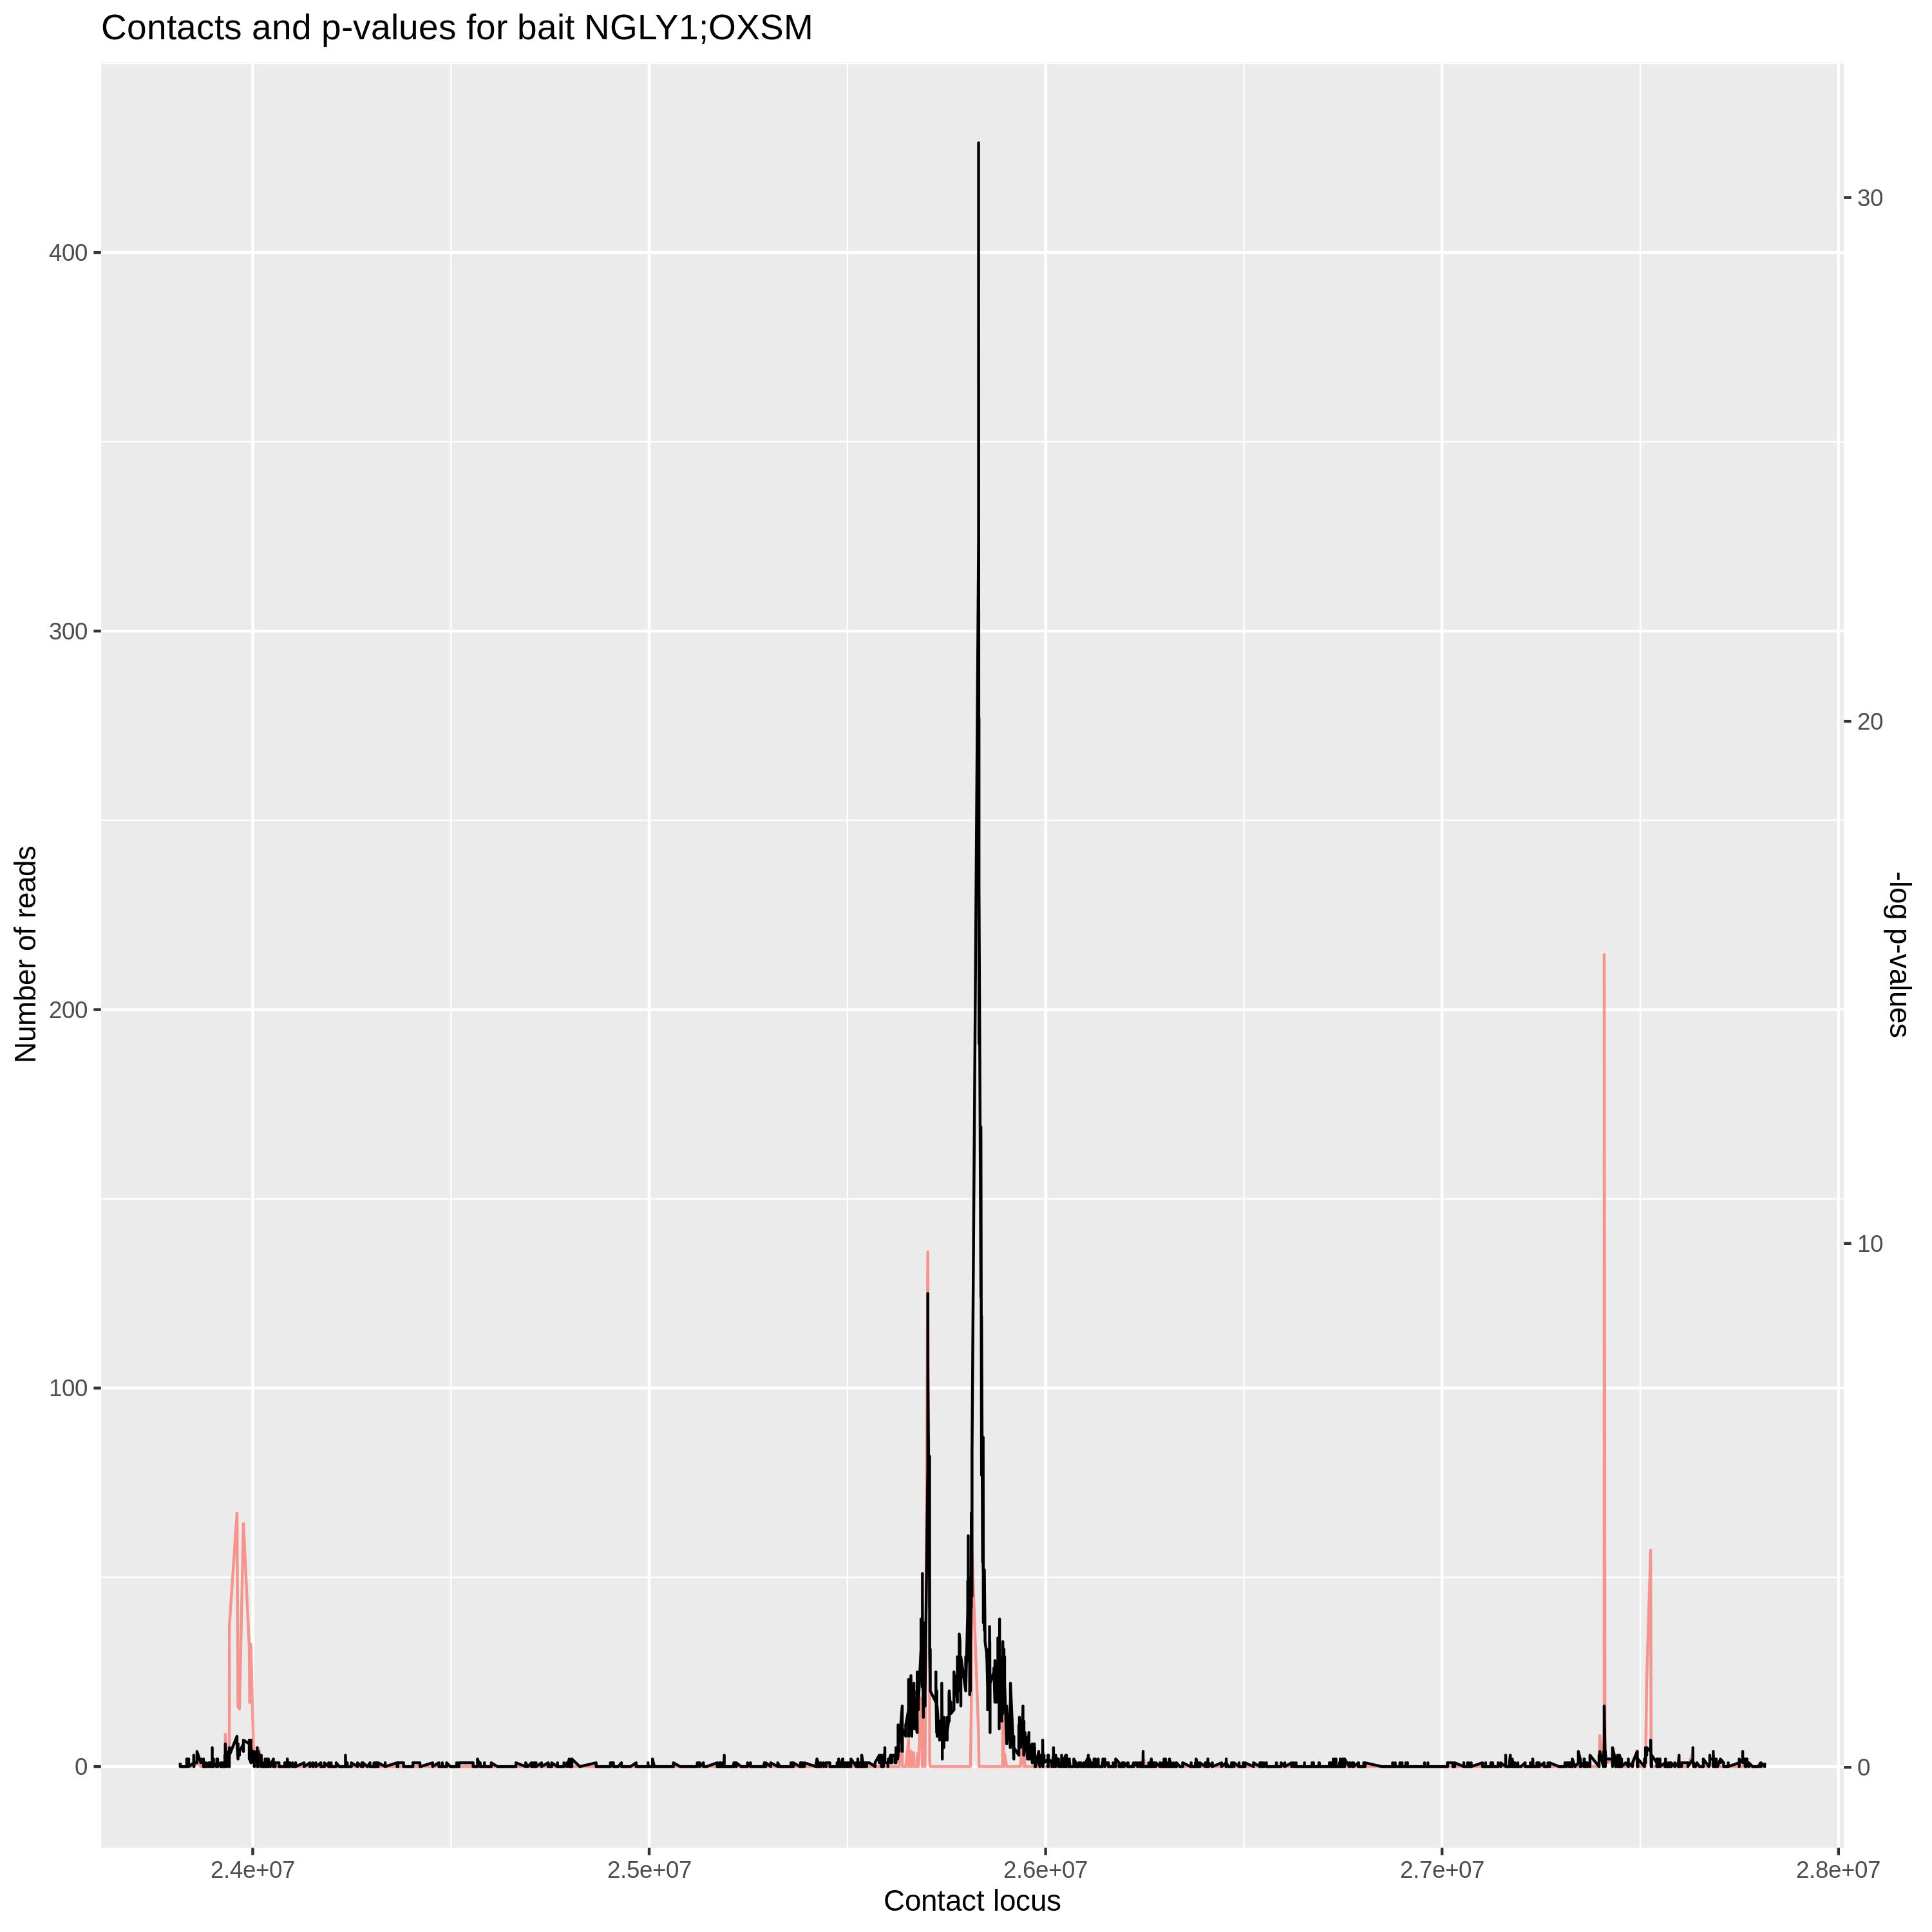 Contacts and p-values for bait NGLY1;OXSM
Number of reads
400
300
200
100
0
30
20
10
0
-log p-values
2.4e+07 2.5e+07 2.6e+07 2.7e+07 2.8e+07
Contact locus